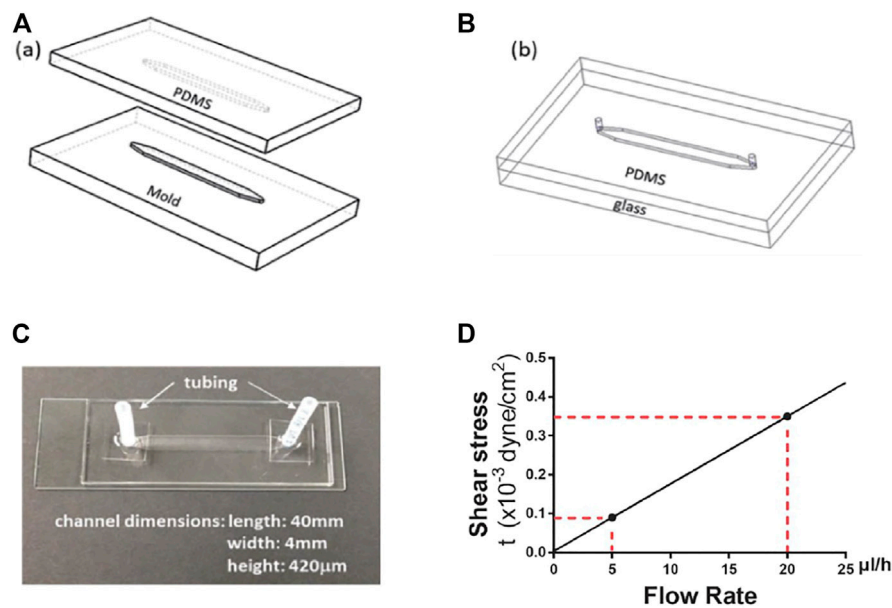 A
(a)
PDMS
Mold
B
(b)
PDMS
glass
C
tubing
channel dimensions: length: 40mm
width: 4mm
height: 420µm
D
Shear stress
t (x10⁻³ dyne/cm²)
0.5
0.4
0.3
0.2
0.1
0.0
0 5 10 15 20 25 µl/h
Flow Rate